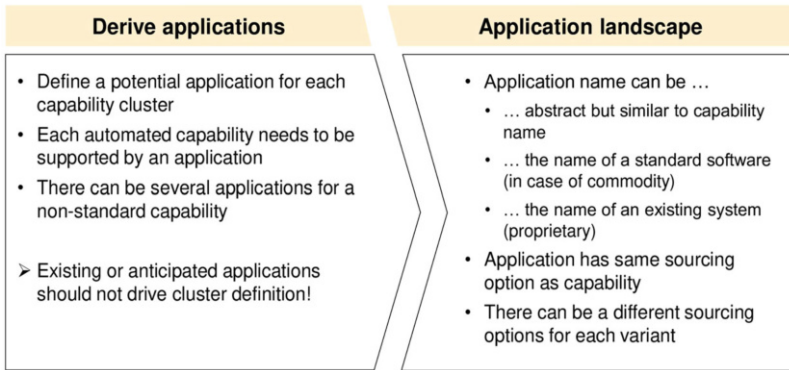 Derive applications
• Define a potential application for each
capability cluster
• Each automated capability needs to be
supported by an application
• There can be several applications for a
non-standard capability
➢ Existing or anticipated applications
should not drive cluster definition!
Application landscape
• Application name can be …
• … abstract but similar to capability
name
• … the name of a standard software
(in case of commodity)
• … the name of an existing system
(proprietary)
• Application has same sourcing
option as capability
• There can be a different sourcing
options for each variant